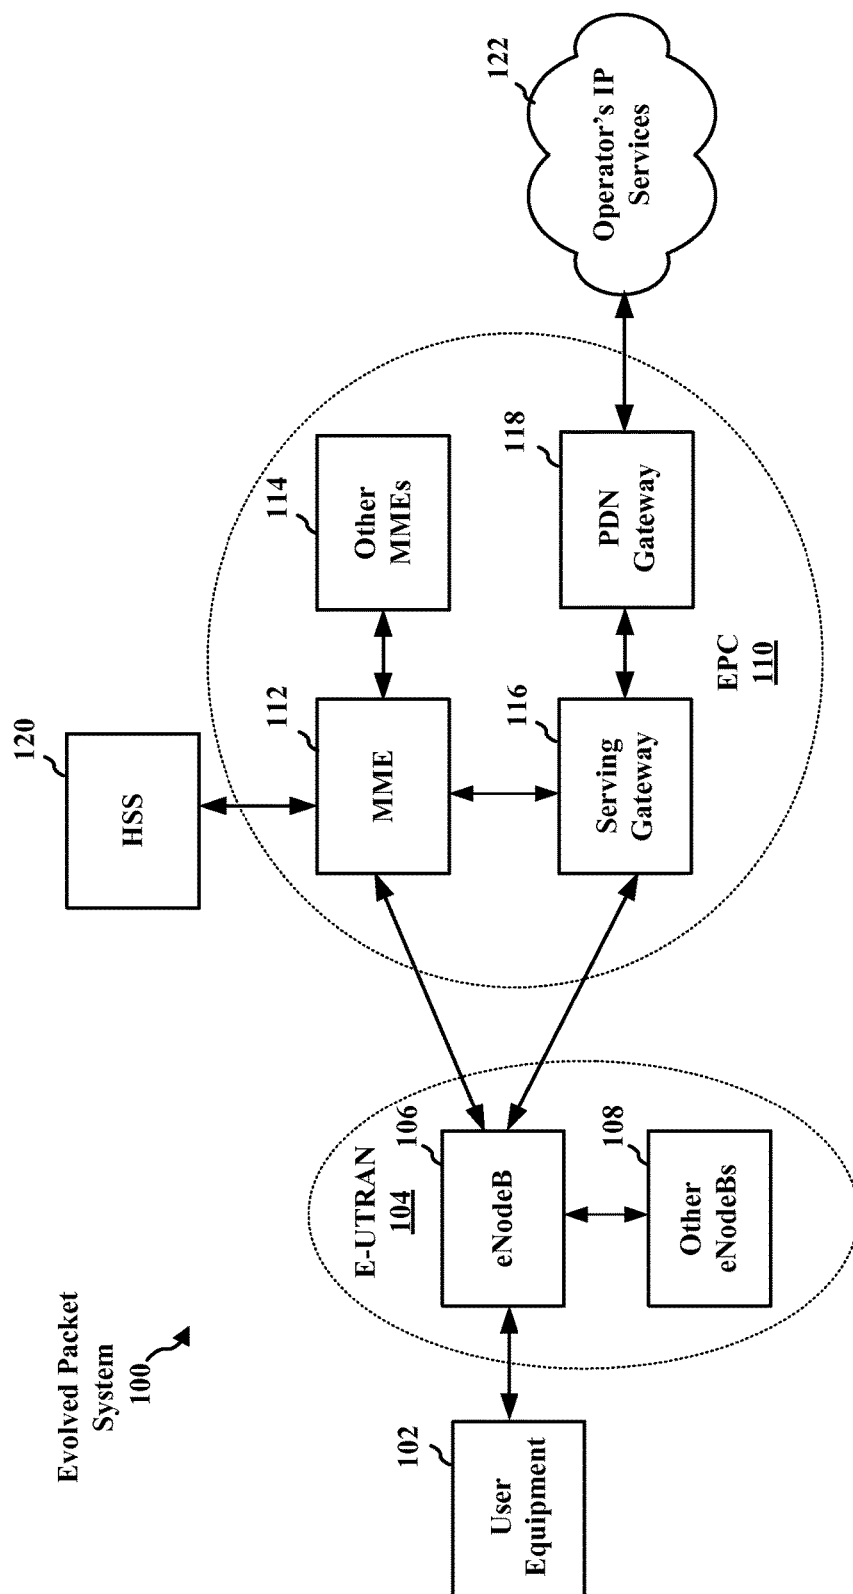 Evolved Packet
System
100
102
User
Equipment
E-UTRAN
104
106
eNodeB
108
Other
eNodeBs
120
HSS
112
MME
114
Other
MMEs
116
Serving
Gateway
118
PDN
Gateway
EPC
110
122
Operator's IP
Services